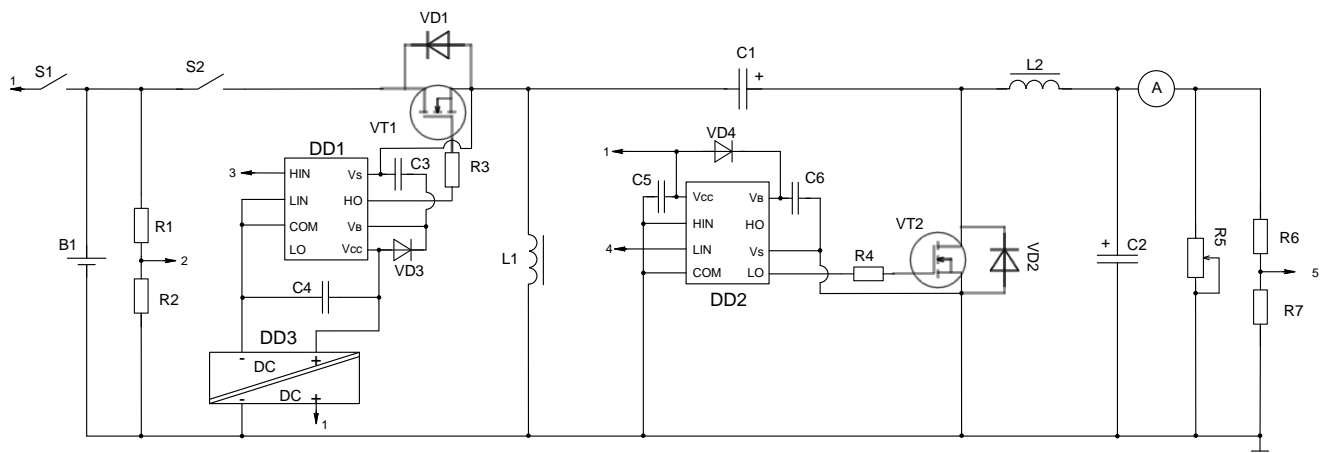 VD1
C1
+
L2
S1
1
S2
A
VT1
DD1
C3
R3
3
HIN
Vs
LIN
HO
COM
VB
LO
Vcc
VD3
R1
2
R2
B1
C4
DD3
-
+
DC
DC
-
+
1
L1
VD4
1
C5
C6
Vcc
VB
HIN
HO
4
LIN
Vs
COM
LO
DD2
R4
VT2
VD2
+
C2
R5
R6
5
R7